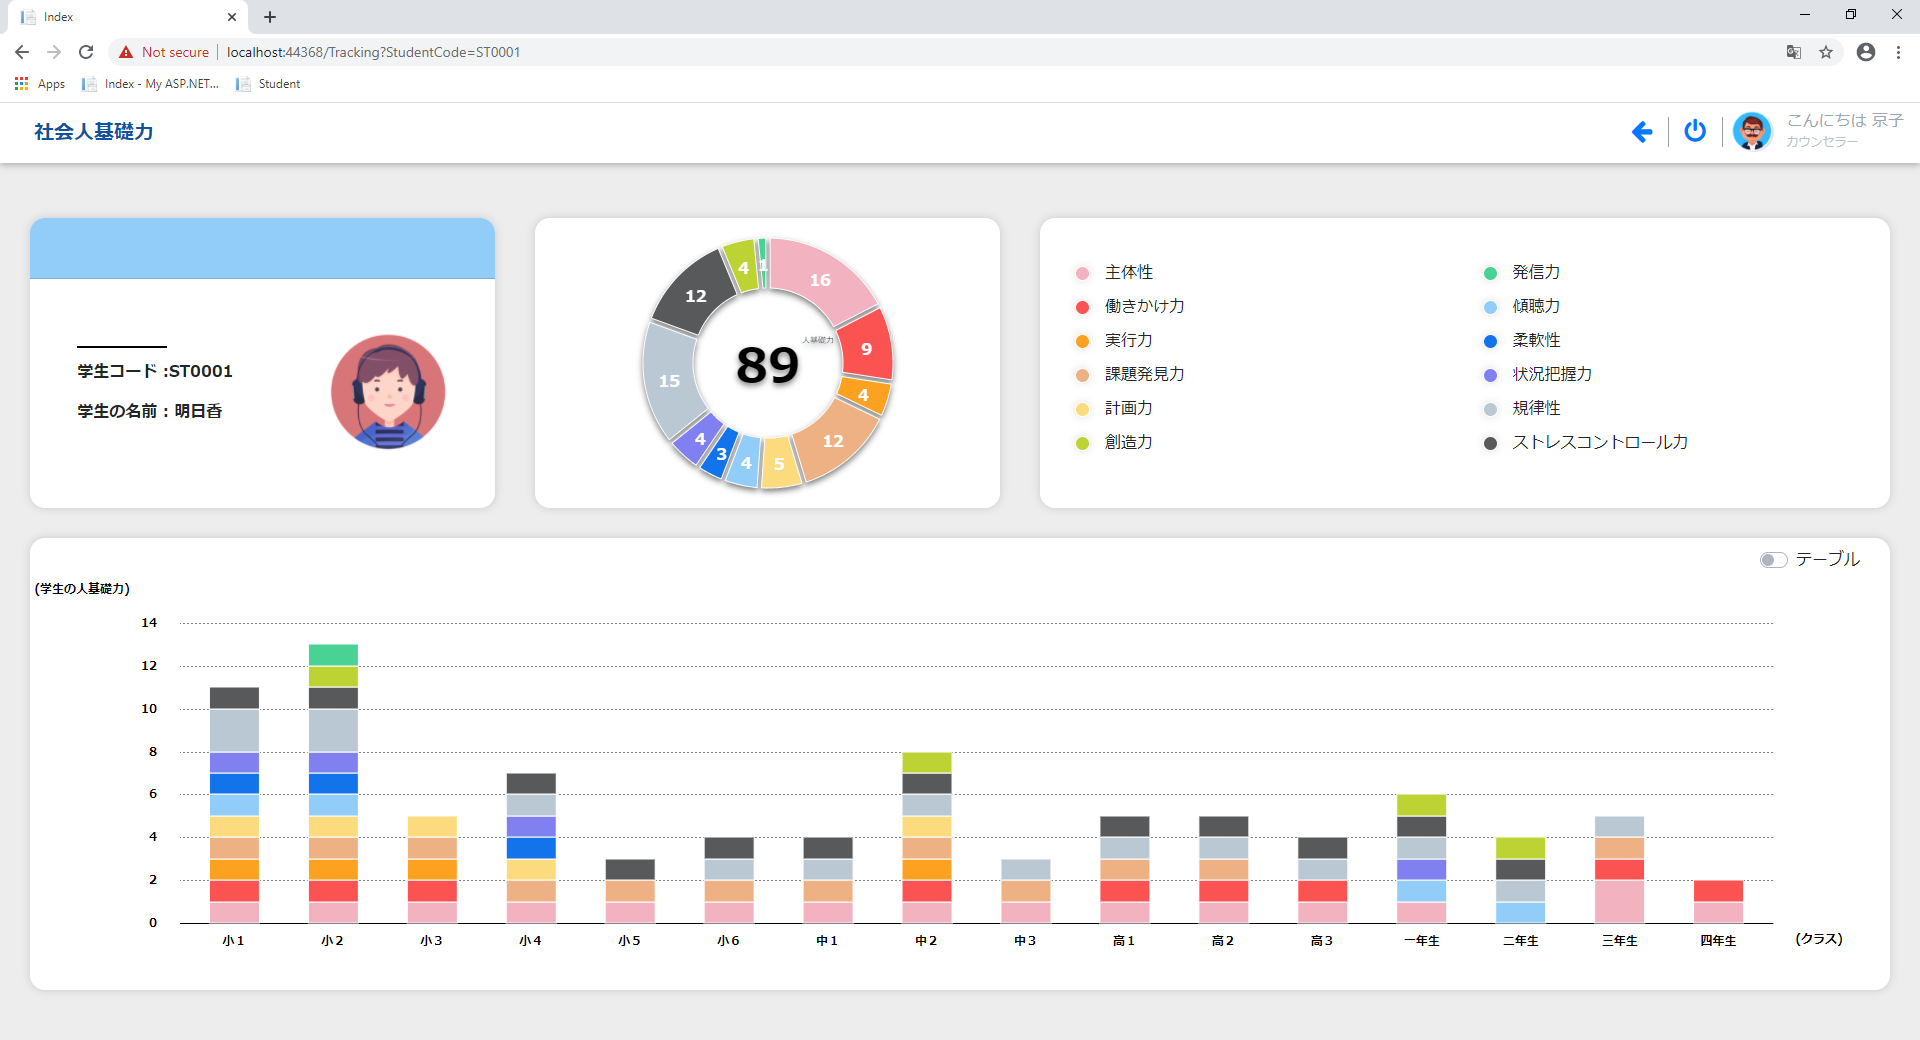 Index
Not secure
localhost:44368/Tracking?StudentCode=ST0001
Apps
Index - My ASP.NET...
Student
社会人基礎力
こんにちは 京子
カウンセラー
学生コード :ST0001
学生の名前 : 明日香
1
16
9
4
12
5
4
3
4
15
12
4
人基礎力
89
主体性
働きかけ力
実行力
課題発見力
計画力
創造力
発信力
傾聴力
柔軟性
状況把握力
規律性
ストレスコントロール力
テーブル
(学生の人基礎力)
14
12
10
8
6
4
2
0
小1 小2 小3 小4 小5 小6 中1 中2 中3 高1 高2 高3 一年生 二年生 三年生 四年生
(クラス)